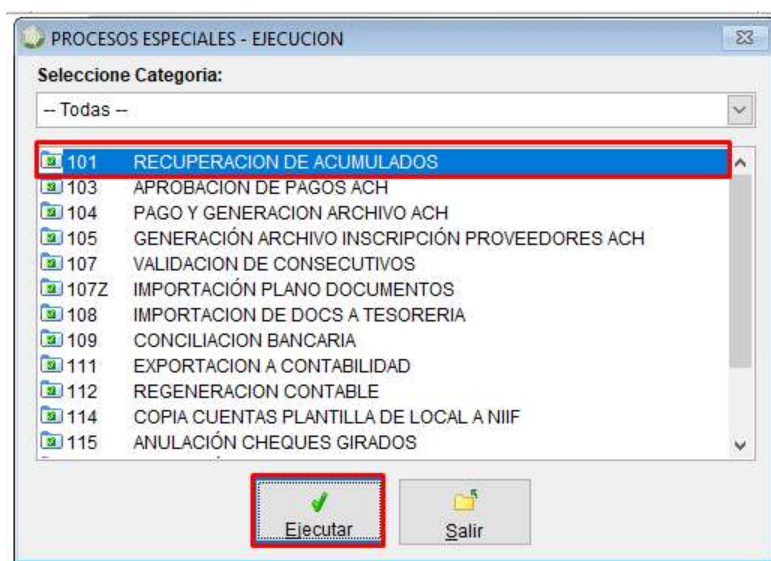 PROCESOS ESPECIALES - EJECUCION
Seleccione Categoria:
-- Todas --
101 RECUPERACION DE ACUMULADOS
103 APROBACION DE PAGOS ACH
104 PAGO Y GENERACION ARCHIVO ACH
105 GENERACIÓN ARCHIVO INSCRIPCIÓN PROVEEDORES ACH
107 VALIDACION DE CONSECUTIVOS
107Z IMPORTACIÓN PLANO DOCUMENTOS
108 IMPORTACION DE DOCS A TESORERIA
109 CONCILIACION BANCARIA
111 EXPORTACION A CONTABILIDAD
112 REGENERACION CONTABLE
114 COPIA CUENTAS PLANTILLA DE LOCAL A NIIF
115 ANULACIÓN CHEQUES GIRADOS
Ejecutar Salir